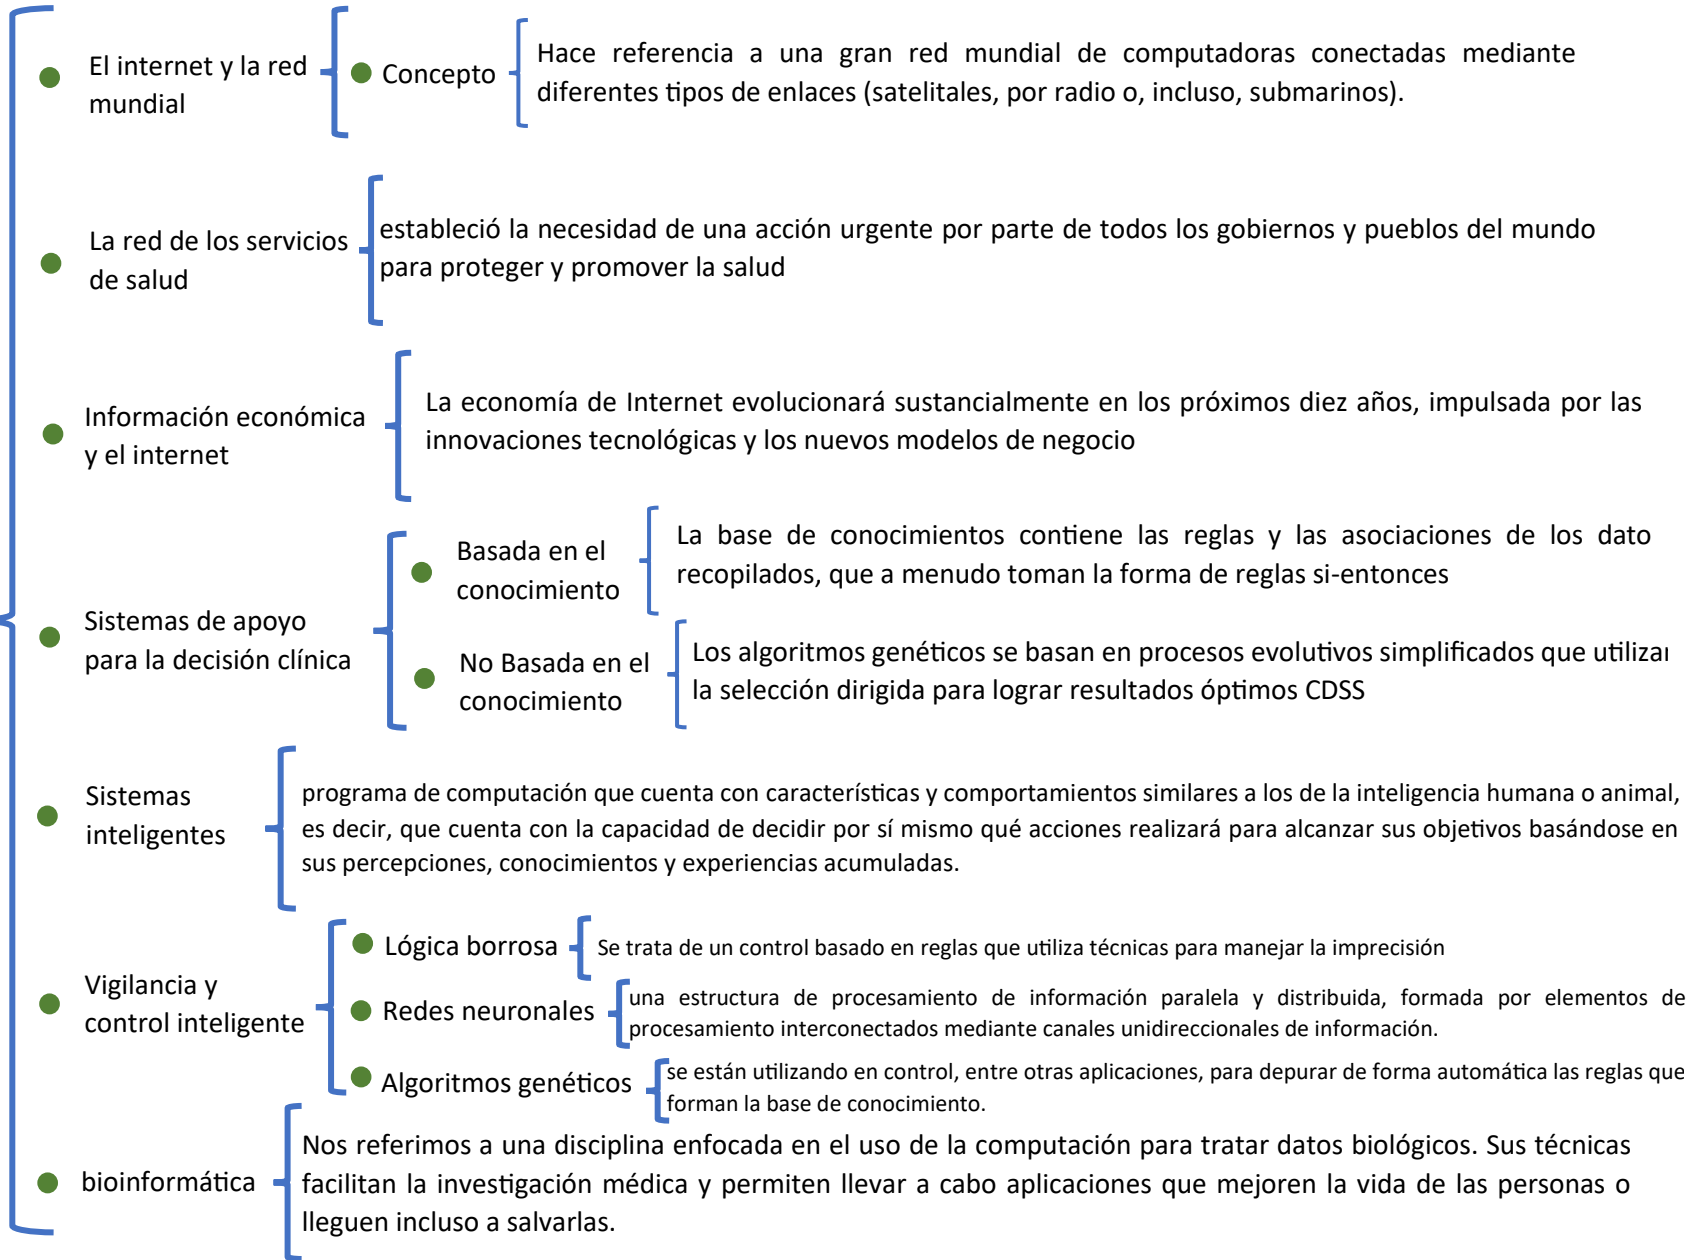 El internet y la red
mundial
Concepto
Hace referencia a una gran red mundial de computadoras conectadas mediante
diferentes tipos de enlaces (satelitales, por radio o, incluso, submarinos).
La red de los servicios
de salud
estableció la necesidad de una acción urgente por parte de todos los gobiernos y pueblos del mundo
para proteger y promover la salud
Información económica
y el internet
La economía de Internet evolucionará sustancialmente en los próximos diez años, impulsada por las
innovaciones tecnológicas y los nuevos modelos de negocio
Sistemas de apoyo
para la decisión clínica
Basada en el
conocimiento
La base de conocimientos contiene las reglas y las asociaciones de los dato
recopilados, que a menudo toman la forma de reglas si-entonces
No Basada en el
conocimiento
Los algoritmos genéticos se basan en procesos evolutivos simplificados que utilizan
la selección dirigida para lograr resultados óptimos CDSS
Sistemas
inteligentes
programa de computación que cuenta con características y comportamientos similares a los de la inteligencia humana o animal,
es decir, que cuenta con la capacidad de decidir por sí mismo qué acciones realizará para alcanzar sus objetivos basándose en
sus percepciones, conocimientos y experiencias acumuladas.
Vigilancia y
control inteligente
Lógica borrosa
Se trata de un control basado en reglas que utiliza técnicas para manejar la imprecisión
Redes neuronales
una estructura de procesamiento de información paralela y distribuida, formada por elementos de
procesamiento interconectados mediante canales unidireccionales de información.
Algoritmos genéticos
se están utilizando en control, entre otras aplicaciones, para depurar de forma automática las reglas que
forman la base de conocimiento.
bioinformática
Nos referimos a una disciplina enfocada en el uso de la computación para tratar datos biológicos. Sus técnicas
facilitan la investigación médica y permiten llevar a cabo aplicaciones que mejoren la vida de las personas o
lleguen incluso a salvarlas.